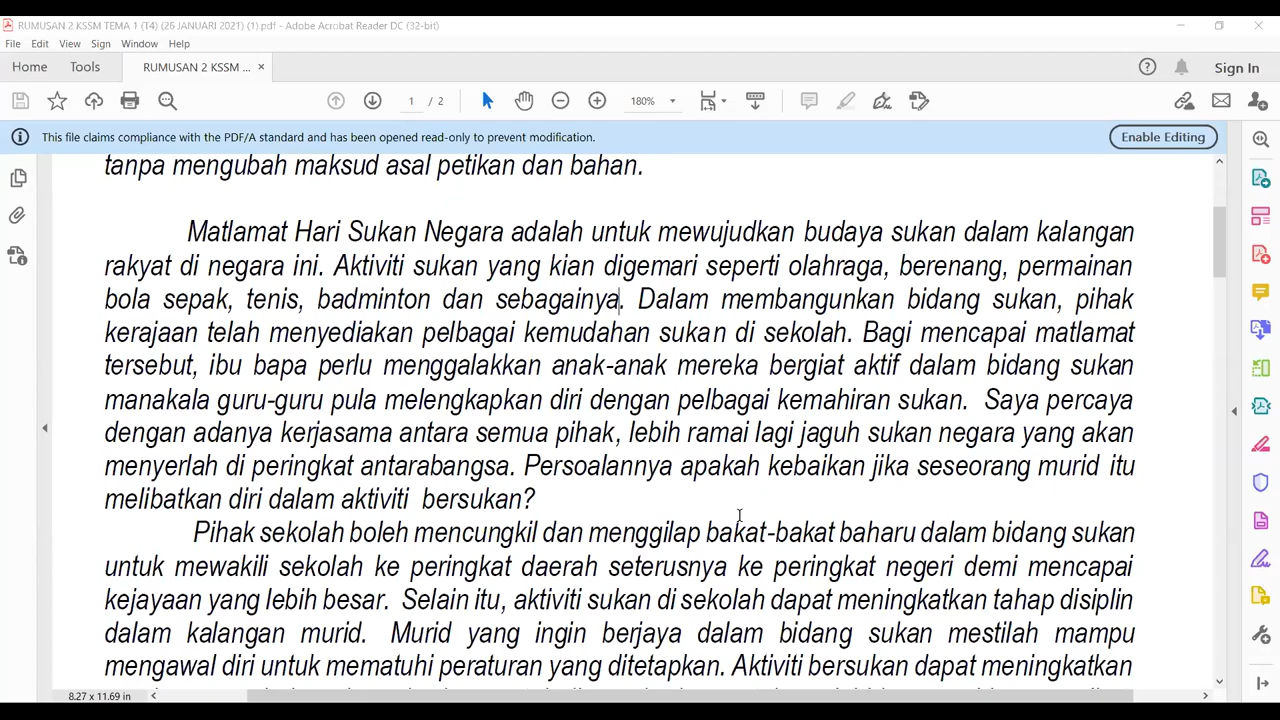 RUMUSAN 2 KSSM TEMA 1 (T4) (26 JANUARI 2021) (1).pdf - Adobe Acrobat Reader DC (32-bit)
File Edit View Sign Window Help
Home Tools RUMUSAN 2 KSSM ... × Sign In
1 / 2 180%
This file claims compliance with the PDF/A standard and has been opened read-only to prevent modification. Enable Editing
tanpa mengubah maksud asal petikan dan bahan.
Matlamat Hari Sukan Negara adalah untuk mewujudkan budaya sukan dalam kalangan
rakyat di negara ini. Aktiviti sukan yang kian digemari seperti olahraga, berenang, permainan
bola sepak, tenis, badminton dan sebagainya. Dalam membangunkan bidang sukan, pihak
kerajaan telah menyediakan pelbagai kemudahan sukan di sekolah. Bagi mencapai matlamat
tersebut, ibu bapa perlu menggalakkan anak-anak mereka bergiat aktif dalam bidang sukan
manakala guru-guru pula melengkapkan diri dengan pelbagai kemahiran sukan. Saya percaya
dengan adanya kerjasama antara semua pihak, lebih ramai lagi jaguh sukan negara yang akan
menyerlah di peringkat antarabangsa. Persoalannya apakah kebaikan jika seseorang murid itu
melibatkan diri dalam aktiviti bersukan?
Pihak sekolah boleh mencungkil dan menggilap bakat-bakat baharu dalam bidang sukan
untuk mewakili sekolah ke peringkat daerah seterusnya ke peringkat negeri demi mencapai
kejayaan yang lebih besar. Selain itu, aktiviti sukan di sekolah dapat meningkatkan tahap disiplin
dalam kalangan murid. Murid yang ingin berjaya dalam bidang sukan mestilah mampu
mengawal diri untuk mematuhi peraturan yang ditetapkan. Aktiviti bersukan dapat meningkatkan
8.27 x 11.69 in